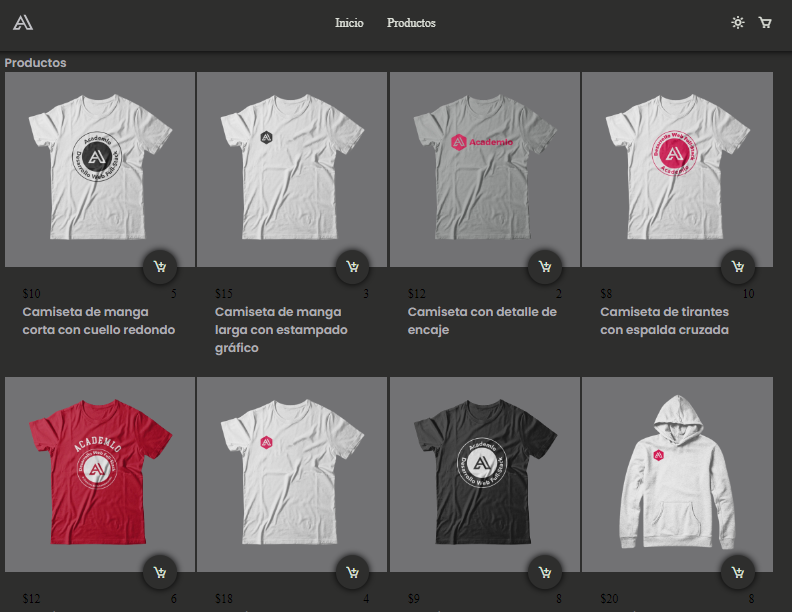 Inicio Productos
Productos
Academlo
Desarrollo Web Full-Stack
Academlo
Desarrollo Web Full-Stack
Academlo
$10 5 $15 3 $12 2 $8 10
Camiseta de manga
corta con cuello redondo
Camiseta de manga
larga con estampado
gráfico
Camiseta con detalle de
encaje
Camiseta de tirantes
con espalda cruzada
ACADEMLO
Desarrollo Web Full-Stack
Academlo
Desarrollo Web Full-Stack
$12 6 $18 4 $9 8 $20 8